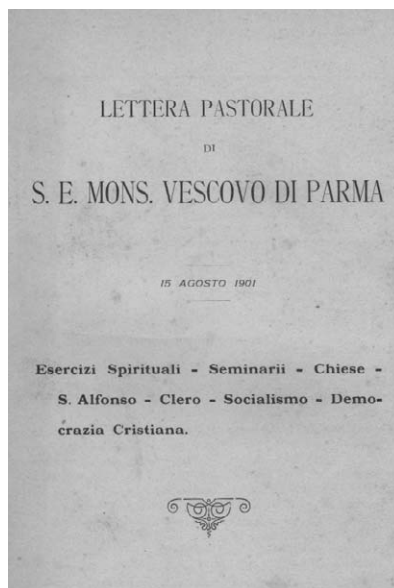 LETTERA PASTORALE
DI
S. E. MONS. VESCOVO DI PARMA
15 AGOSTO 1901
Esercizi Spirituali - Seminarii - Chiese -
S. Alfonso - Clero - Socialismo - Demo-
crazia Cristiana.